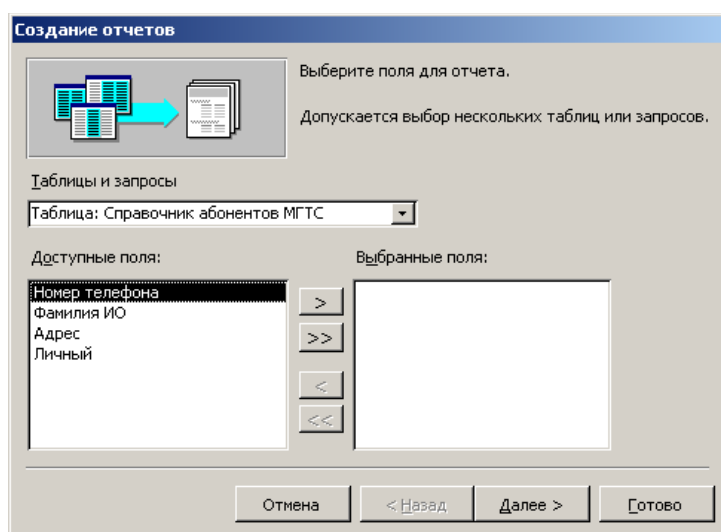 Создание отчетов
Выберите поля для отчета.
Допускается выбор нескольких таблиц или запросов.
Таблицы и запросы
Таблица: Справочник абонентов МГТС
Доступные поля:
Выбранные поля:
Номер телефона
Фамилия ИО
Адрес
Личный
>
>>
<
<<
Отмена
< Назад
Далее >
Готово